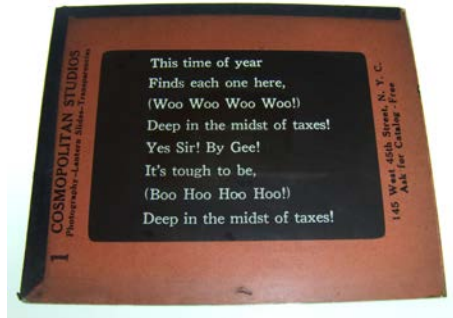 1 COSMOPOLITAN STUDIOS
Photography-Lantern Slides-Transparencies
This time of year
Finds each one here,
(Woo Woo Woo Woo!)
Deep in the midst of taxes!
Yes Sir! By Gee!
It's tough to be,
(Boo Hoo Hoo Hoo!)
Deep in the midst of taxes!
145 West 45th Street, N. Y. C.
Ask for Catalog - Free